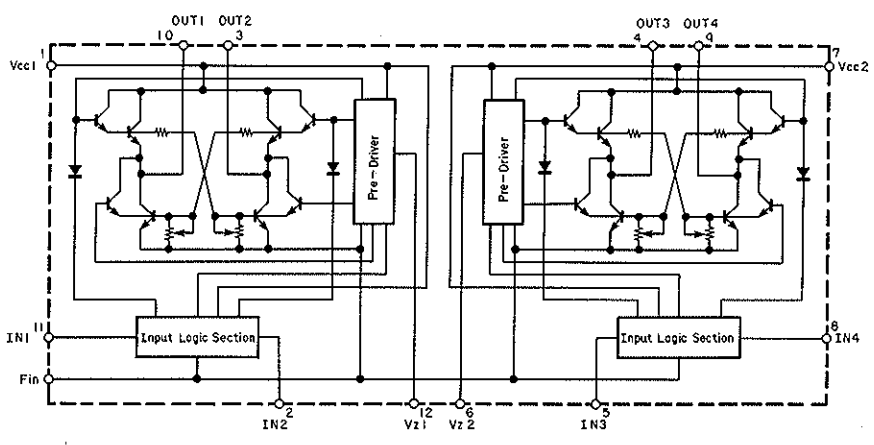 OUT1 OUT2
10 3
OUT3 OUT4
4 9
1
Vcc1
7
Vcc2
Pre-Driver
Pre-Driver
11
IN1
Input Logic Section
Input Logic Section
8
IN4
Fin
2
IN2
12
Vz1
6
Vz2
5
IN3